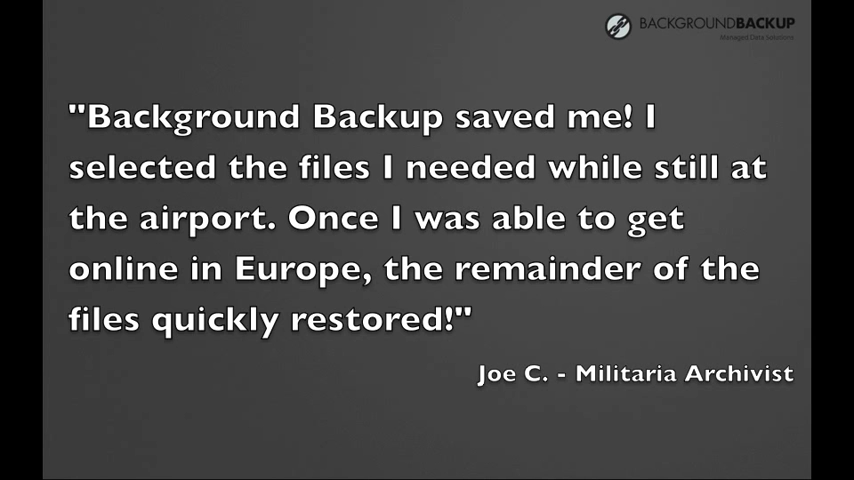 BACKGROUNDBACKUP
Managed Data Solutions
"Background Backup saved me! I
selected the files I needed while still at
the airport. Once I was able to get
online in Europe, the remainder of the
files quickly restored!"
Joe C. - Militaria Archivist